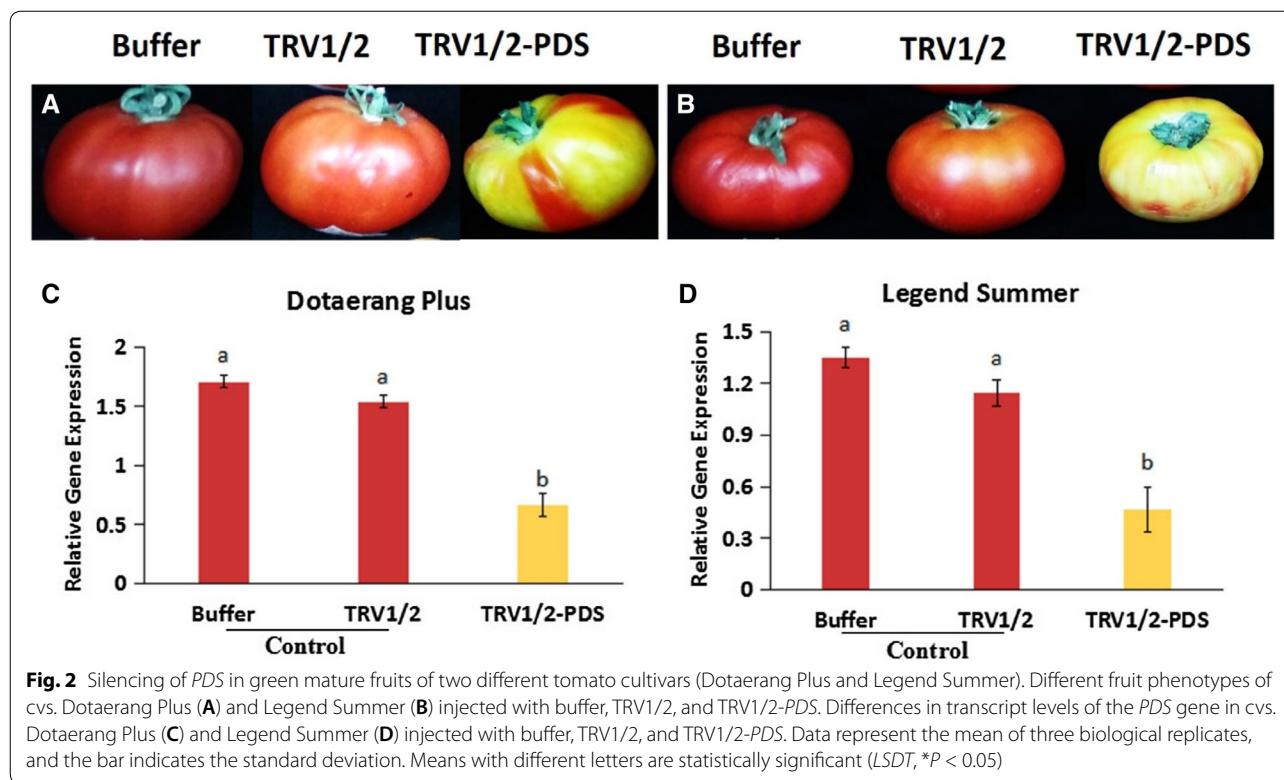 Buffer TRV1/2 TRV1/2-PDS Buffer TRV1/2 TRV1/2-PDS
A B
C
Dotaerang Plus
Relative Gene Expression
2
1.5
1
0.5
0
a
a
b
Buffer TRV1/2 TRV1/2-PDS
Control
D
Legend Summer
Relative Gene Expression
1.5
1.2
0.9
0.6
0.3
0
a
a
b
Buffer TRV1/2 TRV1/2-PDS
Control
Fig. 2 Silencing of PDS in green mature fruits of two different tomato cultivars (Dotaerang Plus and Legend Summer). Different fruit phenotypes of
cvs. Dotaerang Plus (A) and Legend Summer (B) injected with buffer, TRV1/2, and TRV1/2-PDS. Differences in transcript levels of the PDS gene in cvs.
Dotaerang Plus (C) and Legend Summer (D) injected with buffer, TRV1/2, and TRV1/2-PDS. Data represent the mean of three biological replicates,
and the bar indicates the standard deviation. Means with different letters are statistically significant (LSDT, *P < 0.05)